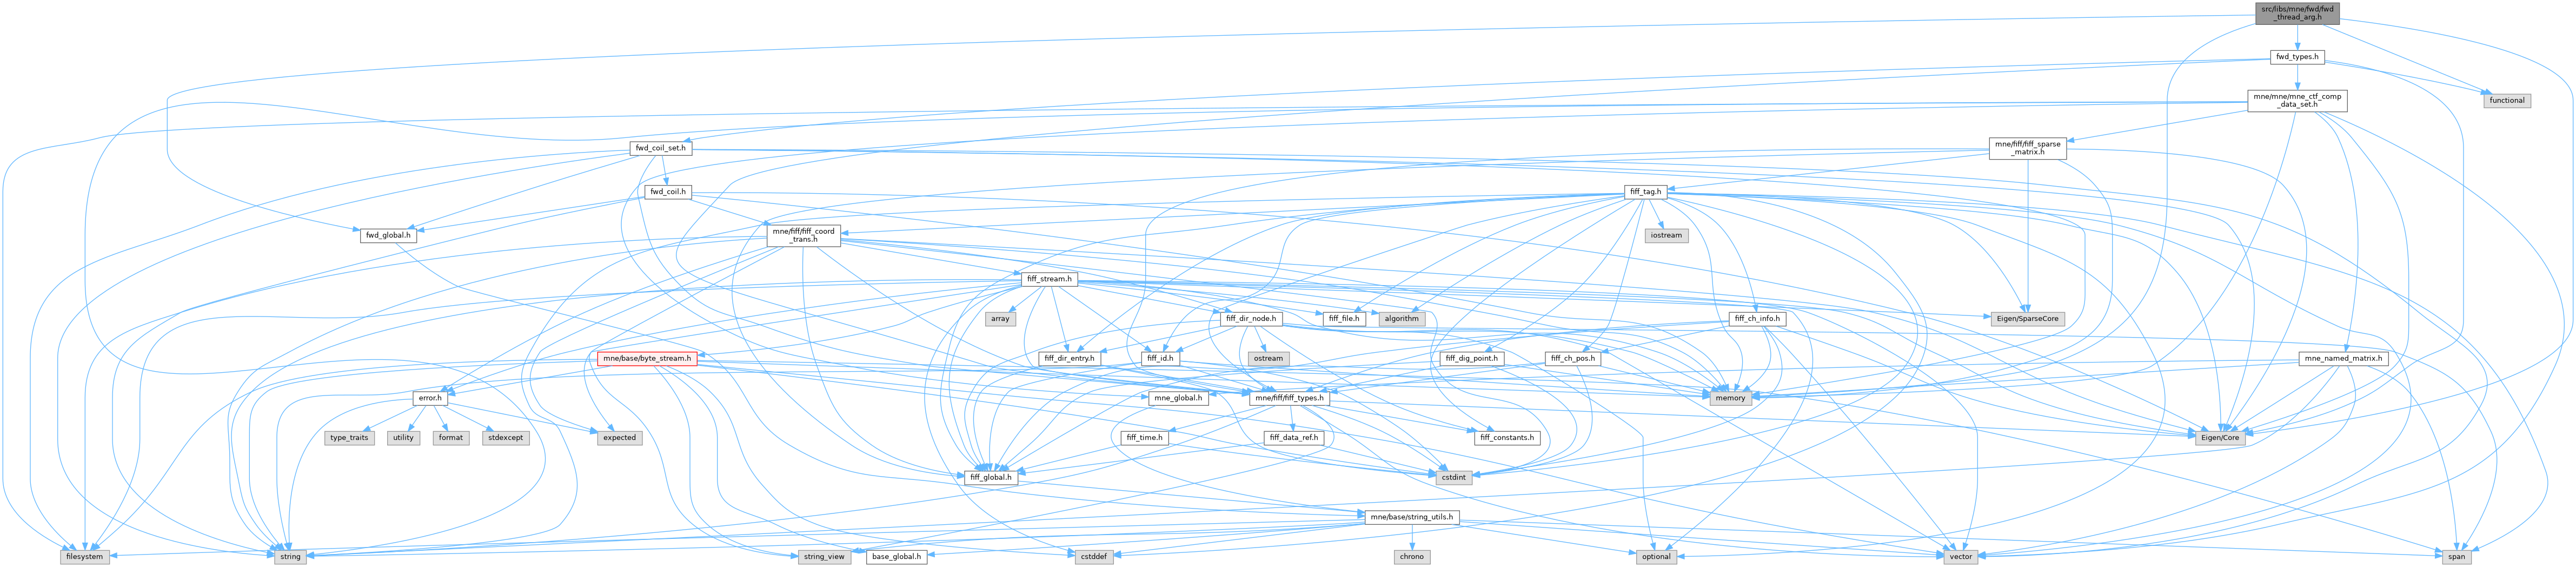 src/libs/mne/fwd/fwd
_thread_arg.h
fwd_types.h
functional
mne/mne/mne_ctf_comp
_data_set.h
fwd_coil_set.h
mne/fiff/fiff_sparse
_matrix.h
fwd_coil.h
fiff_tag.h
fwd_global.h
mne/fiff/fiff_coord
_trans.h
iostream
fiff_stream.h
array
fiff_dir_node.h
fiff_file.h
algorithm
fiff_ch_info.h
Eigen/SparseCore
mne/base/byte_stream.h
fiff_dir_entry.h
fiff_id.h
ostream
fiff_dig_point.h
fiff_ch_pos.h
mne_named_matrix.h
error.h
mne_global.h
mne/fiff/fiff_types.h
memory
type_traits
utility
format
stdexcept
expected
fiff_time.h
fiff_data_ref.h
fiff_constants.h
Eigen/Core
fiff_global.h
cstdint
mne/base/string_utils.h
filesystem
string
string_view
base_global.h
cstddef
chrono
optional
vector
span